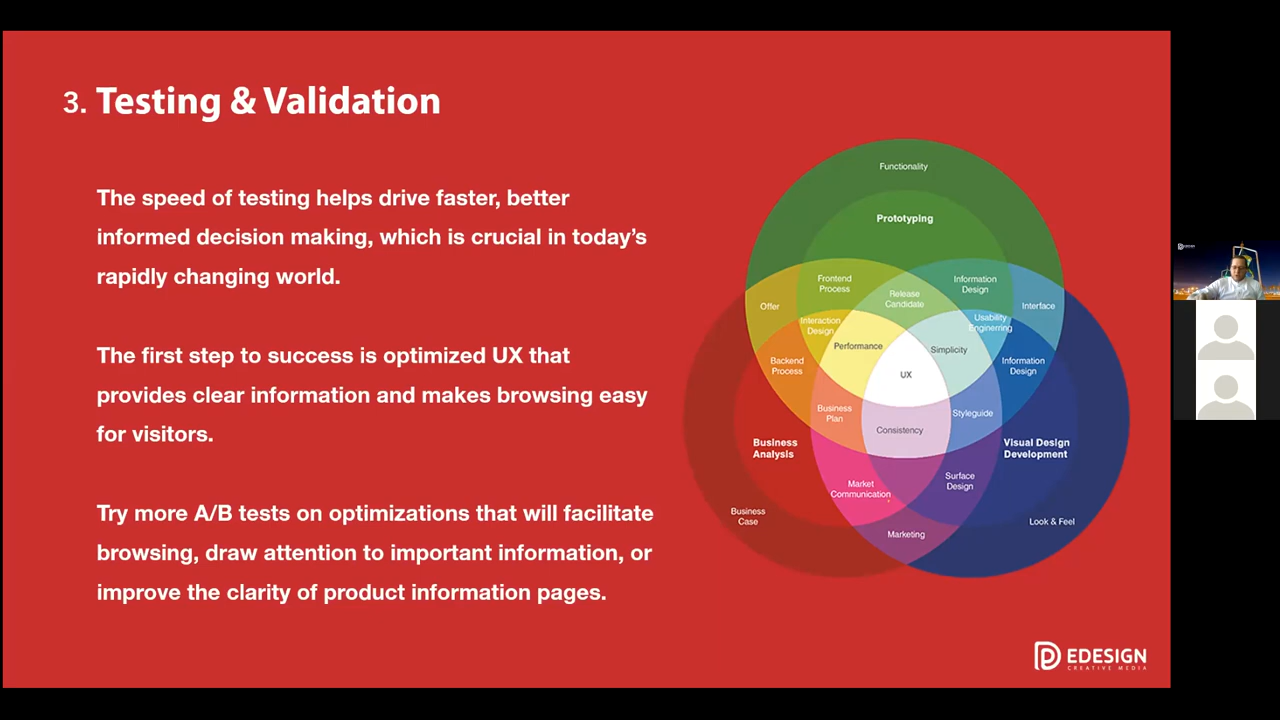 3. Testing & Validation
The speed of testing helps drive faster, better
informed decision making, which is crucial in today’s
rapidly changing world.
The first step to success is optimized UX that
provides clear information and makes browsing easy
for visitors.
Try more A/B tests on optimizations that will facilitate
browsing, draw attention to important information, or
improve the clarity of product information pages.
Functionality
Prototyping
Frontend
Process
Information
Design
Release
Candidate
Offer
Interface
Interaction
Design
Usability
Enginerring
Performance
Simplicity
Backend
Process
Information
Design
UX
Business
Plan
Styleguide
Consistency
Business
Analysis
Visual Design
Development
Market
Communication
Surface
Design
Business
Case
Look & Feel
Marketing
EDESIGN
CREATIVE MEDIA
EDESIGN